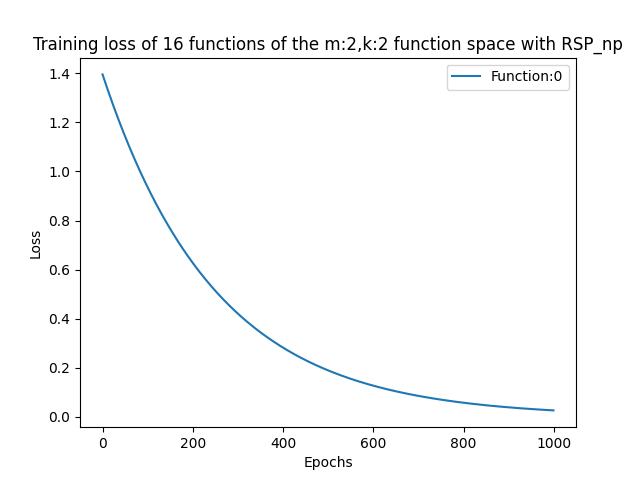 Training loss of 16 functions of the m:2,k:2 function space with RSP_np
Function:0
1.4
1.2
1.0
0.8
0.6
0.4
0.2
0.0
Loss
0 200 400 600 800 1000
Epochs